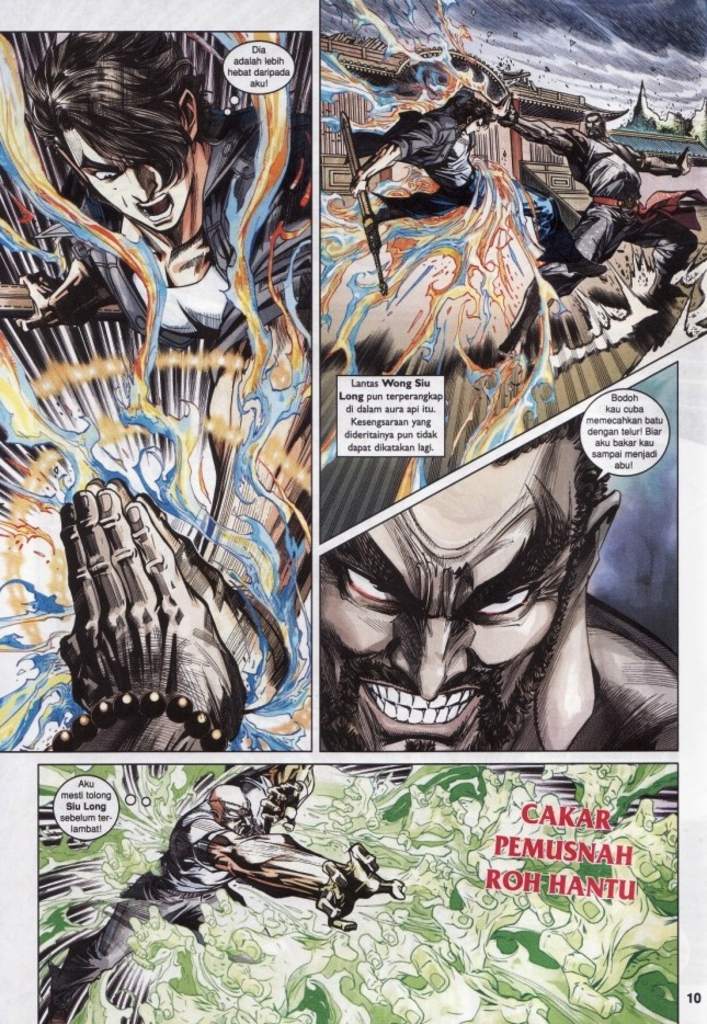 Dia
adalah lebih
hebat daripada
aku!
Lantas Wong Siu
Long pun terperangkap
di dalam aura api itu.
Kesengsaraan yang
dideritainya pun tidak
dapat dikatakan lagi.
Bodoh
kau cuba
memecahkan batu
dengan telur! Biar
aku bakar kau
sampai menjadi
abu!
Aku
mesti tolong
Siu Long
sebelum ter-
lambat!
CAKAR
PEMUSNAH
ROH HANTU
10